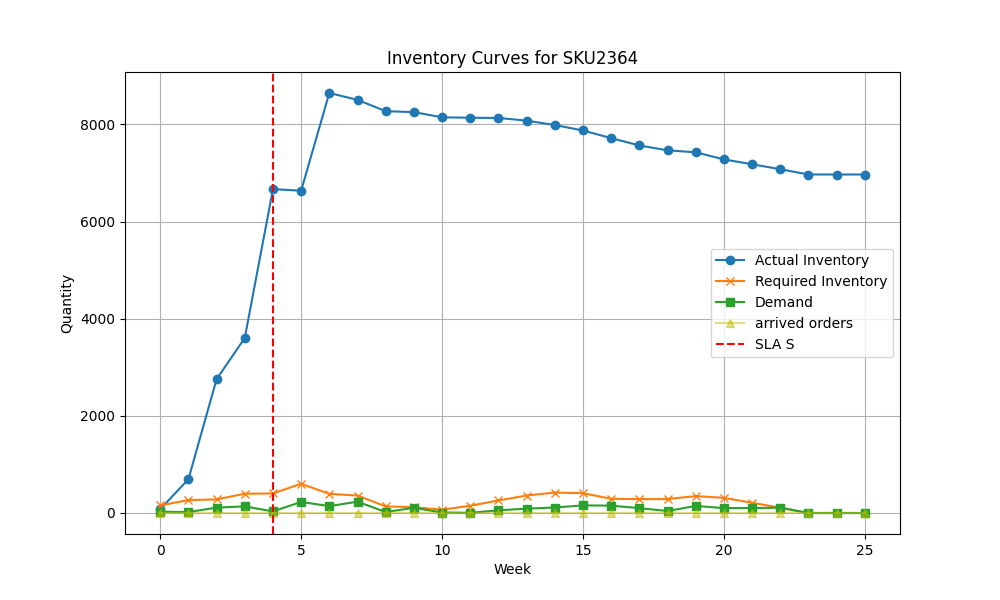 Inventory Curves for SKU2364
Quantity
8000
6000
4000
2000
0
Actual Inventory
Required Inventory
Demand
arrived orders
SLA S
0 5 10 15 20 25
Week